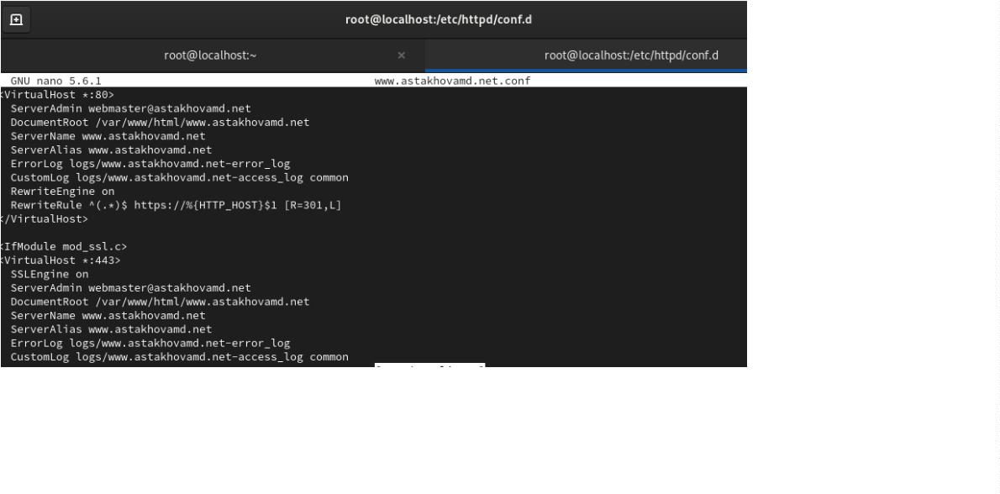 root@localhost:/etc/httpd/conf.d
root@localhost:~ × root@localhost:/etc/httpd/conf.d
GNU nano 5.6.1 www.astakhovamd.net.conf
<VirtualHost *:80>
ServerAdmin webmaster@astakhovamd.net
DocumentRoot /var/www/html/www.astakhovamd.net
ServerName www.astakhovamd.net
ServerAlias www.astakhovamd.net
ErrorLog logs/www.astakhovamd.net-error_log
CustomLog logs/www.astakhovamd.net-access_log common
RewriteEngine on
RewriteRule ^(.*)$ https://%{HTTP_HOST}$1 [R=301,L]
</VirtualHost>
<IfModule mod_ssl.c>
<VirtualHost *:443>
SSLEngine on
ServerAdmin webmaster@astakhovamd.net
DocumentRoot /var/www/html/www.astakhovamd.net
ServerName www.astakhovamd.net
ServerAlias www.astakhovamd.net
ErrorLog logs/www.astakhovamd.net-error_log
CustomLog logs/www.astakhovamd.net-access_log common